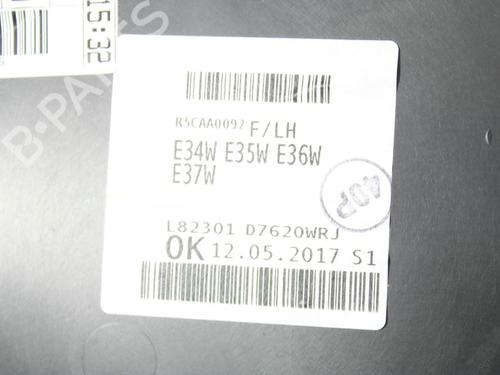 15:32
R5CAA0092 F/LH
E34W E35W E36W
E37W
40P
L82301 D7620WRJ
OK 12.05.2017 S1
B-PARTS